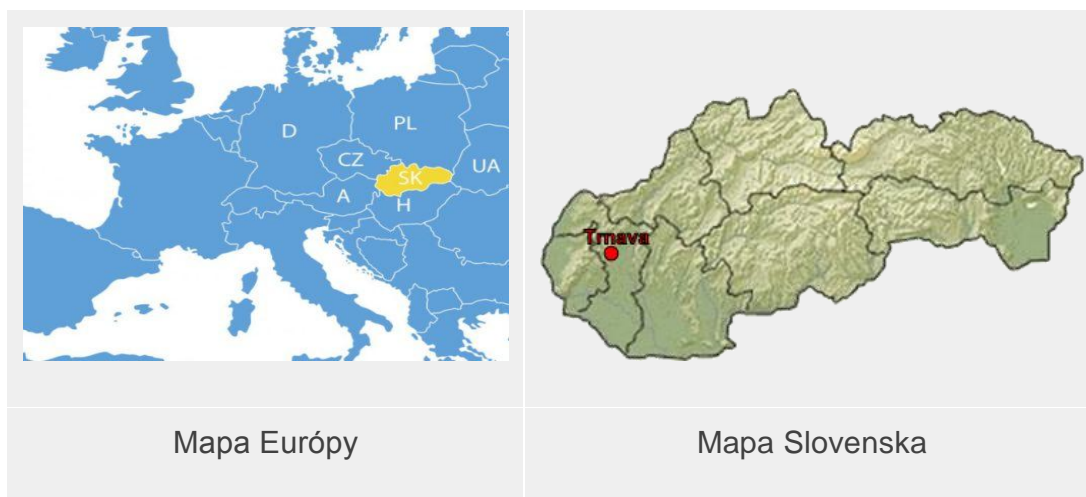 D
PL
CZ
UA
SK
A
H
Trnava
Mapa Európy
Mapa Slovenska